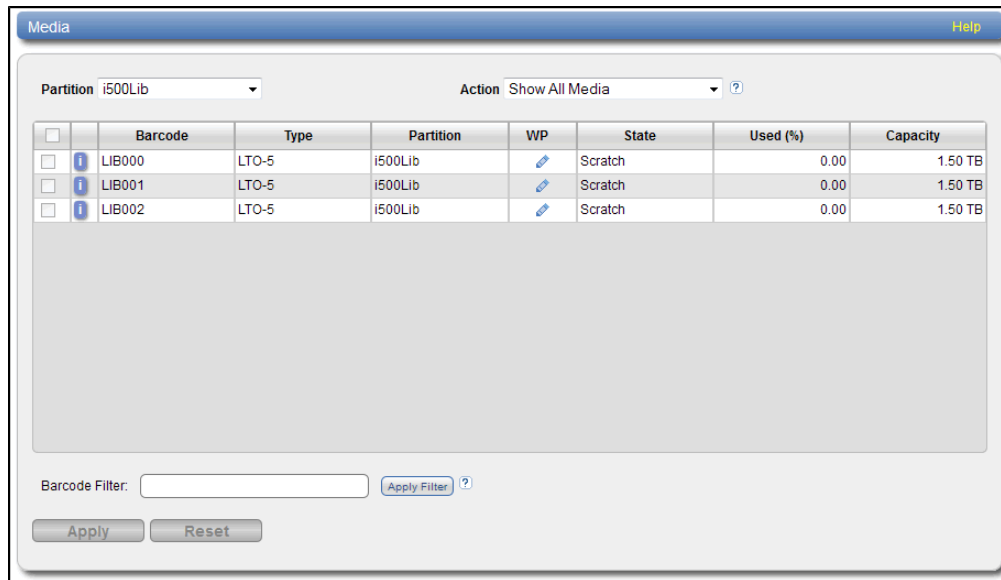 Media Help
Partition i500Lib Action Show All Media ?
Barcode Type Partition WP State Used (%) Capacity
i LIB000 LTO-5 i500Lib Scratch 0.00 1.50 TB
i LIB001 LTO-5 i500Lib Scratch 0.00 1.50 TB
i LIB002 LTO-5 i500Lib Scratch 0.00 1.50 TB
Barcode Filter: Apply Filter ?
Apply Reset